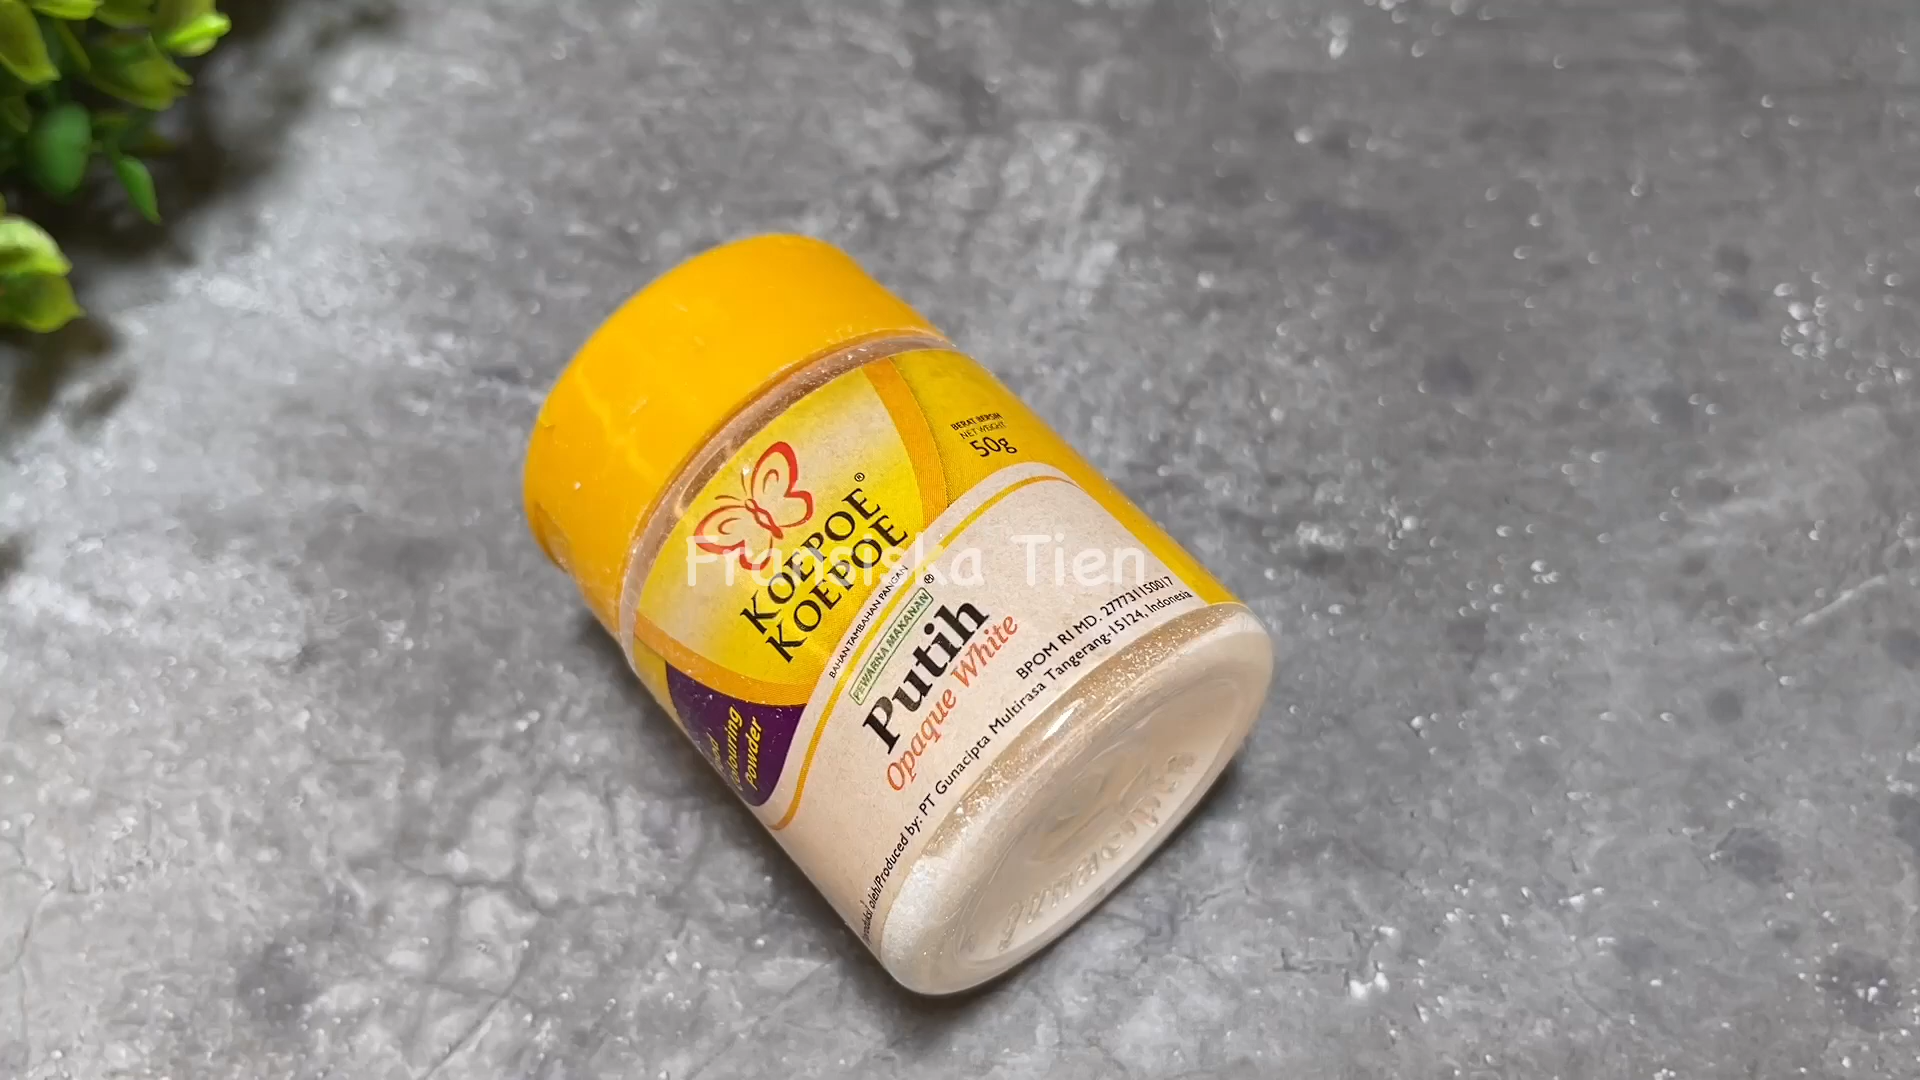 BERAT BERSIH
NET WEIGHT
50g
KOEPOE®
KOEPOE
BAHAN TAMBAHAN PANGAN
PEWARNA MAKANAN®
Putih
Opaque White
Colouring
Powder
BPOM RI MD. 277731150017
oleh/Produced by: PT Gunacipta Multirasa Tangerang-15124, Indonesia
Fransiska Tien